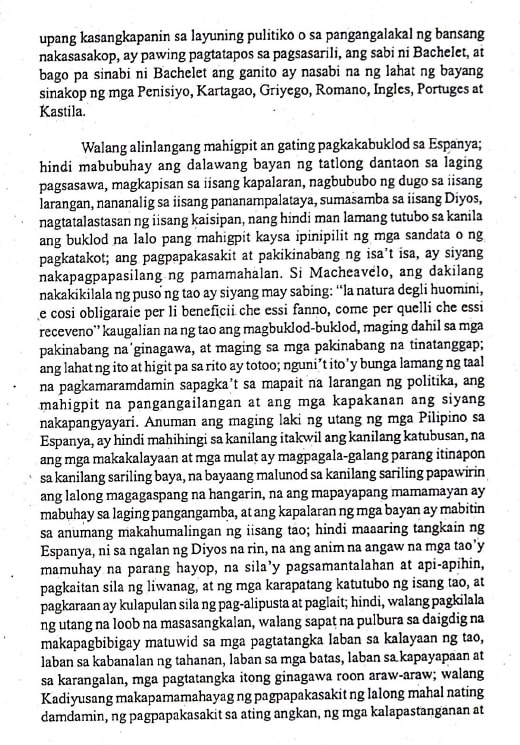 upang kasangkapanin sa layuning pulitiko o sa pangangalakal ng bansang
nakasasakop, ay pawing pagtatapos sa pagsasarili, ang sabi ni Bachelet, at
bago pa sinabi ni Bachelet ang ganito ay nasabi na ng lahat ng bayang
sinakop ng mga Penisiyo, Kartagao, Griyego, Romano, Ingles, Portuges at
Kastila.
Walang alinlangang mahigpit an gating pagkakabuklod sa Espanya;
hindi mabubuhay ang dalawang bayan ng tatlong dantaon sa laging
pagsasawa, magkapisan sa iisang kapalaran, nagbububo ng dugo sa iisang
larangan, nananalig sa iisang pananampalataya, sumasamba sa iisang Diyos,
nagtatalastasan ng iisang kaisipan, nang hindi man lamang tutubo sa kanila
ang buklod na lalo pang mahigpit kaysa ipinipilit ng mga sandata o ng
pagkatakot; ang pagpapakasakit at pakikinabang ng isa't isa, ay siyang
nakapagpapasilang ng pamamahalan. Si Macheavelo, ang dakilang
nakakikilala ng puso ng tao ay siyang may sabing: "la natura degli huomini,
e cosi obligaraie per li beneficii che essi fanno, come per quelli che essi
receveno" kaugalian na ng tao ang magbuklod-buklod, maging dahil sa mga
pakinabang na ginagawa, at maging sa mga pakinabang na tinatanggap;
ang lahat ng ito at higit pa sa rito ay totoo; nguni't ito'y bunga lamang ng taal
na pagkamaramdamin sapagka't sa mapait na larangan ng politika, ang
mahigpit na pangangailangan at ang mga kapakanan ang siyang
nakapangyayari. Anuman ang maging laki ng utang ng mga Pilipino sa
Espanya, ay hindi mahihingi sa kanilang itakwil ang kanilang katubusan, na
ang mga makakalayaan at mga mulat ay magpagala-galang parang itinapon
sa kanilang sariling baya, na bayaang malunod sa kanilang sariling papawirin
ang lalong magagaspang na hangarin, na ang mapayapang mamamayan ay
mabuhay sa laging pangangamba, at ang kapalaran ng mga bayan ay mabitin
sa anumang makahumalingan ng iisang tao; hindi maaaring tangkain ng
Espanya, ni sa ngalan ng Diyos na rin, na ang anim na angaw na mga tao'y
mamuhay na parang hayop, na sila'y pagsamantalahan at api-apihin,
pagkaitan sila ng liwanag, at ng mga karapatang katutubo ng isang tao, at
pagkaraan ay kulapulan sila ng pag-alipusta at paglait; hindi, walang pagkilala
ng utang na loob na masasangkalan, walang sapat na pulbura sa daigdig na
makapagbibigay matuwid sa mga pagtatangka laban sa kalayaan ng tao,
laban sa kabanalan ng tahanan, laban sa mga batas, laban sa kapayapaan at
sa karangalan, mga pagtatangka itong ginagawa roon araw-araw; walang
Kadiyusang makapamamahayag ng pagpapakasakit ng lalong mahal nating
damdamin, ng pagpapakasakit sa ating angkan, ng mga kalapastanganan at